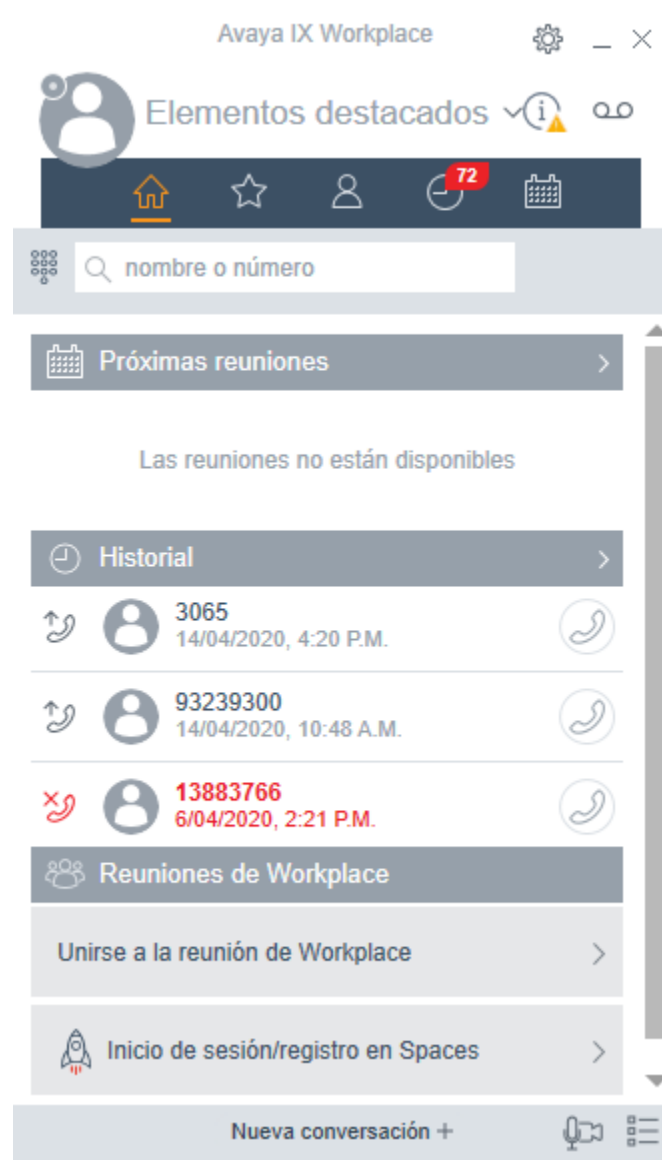 Avaya IX Workplace
Elementos destacados
72
nombre o número
Próximas reuniones
Las reuniones no están disponibles
Historial
3065
14/04/2020, 4:20 P.M.
93239300
14/04/2020, 10:48 A.M.
13883766
6/04/2020, 2:21 P.M.
Reuniones de Workplace
Unirse a la reunión de Workplace
Inicio de sesión/registro en Spaces
Nueva conversación +